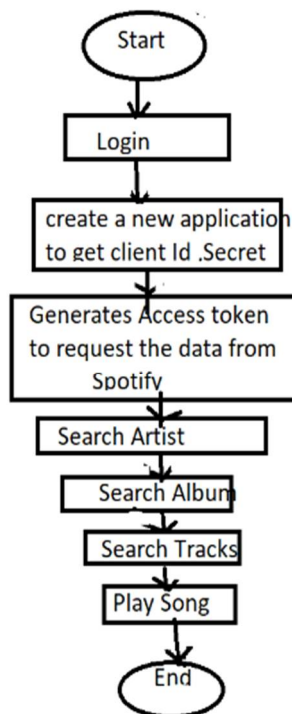 Start
Login
create a new application
to get client Id .Secret
Generates Access token
to request the data from
Spotify
Search Artist
Search Album
Search Tracks
Play Song
End